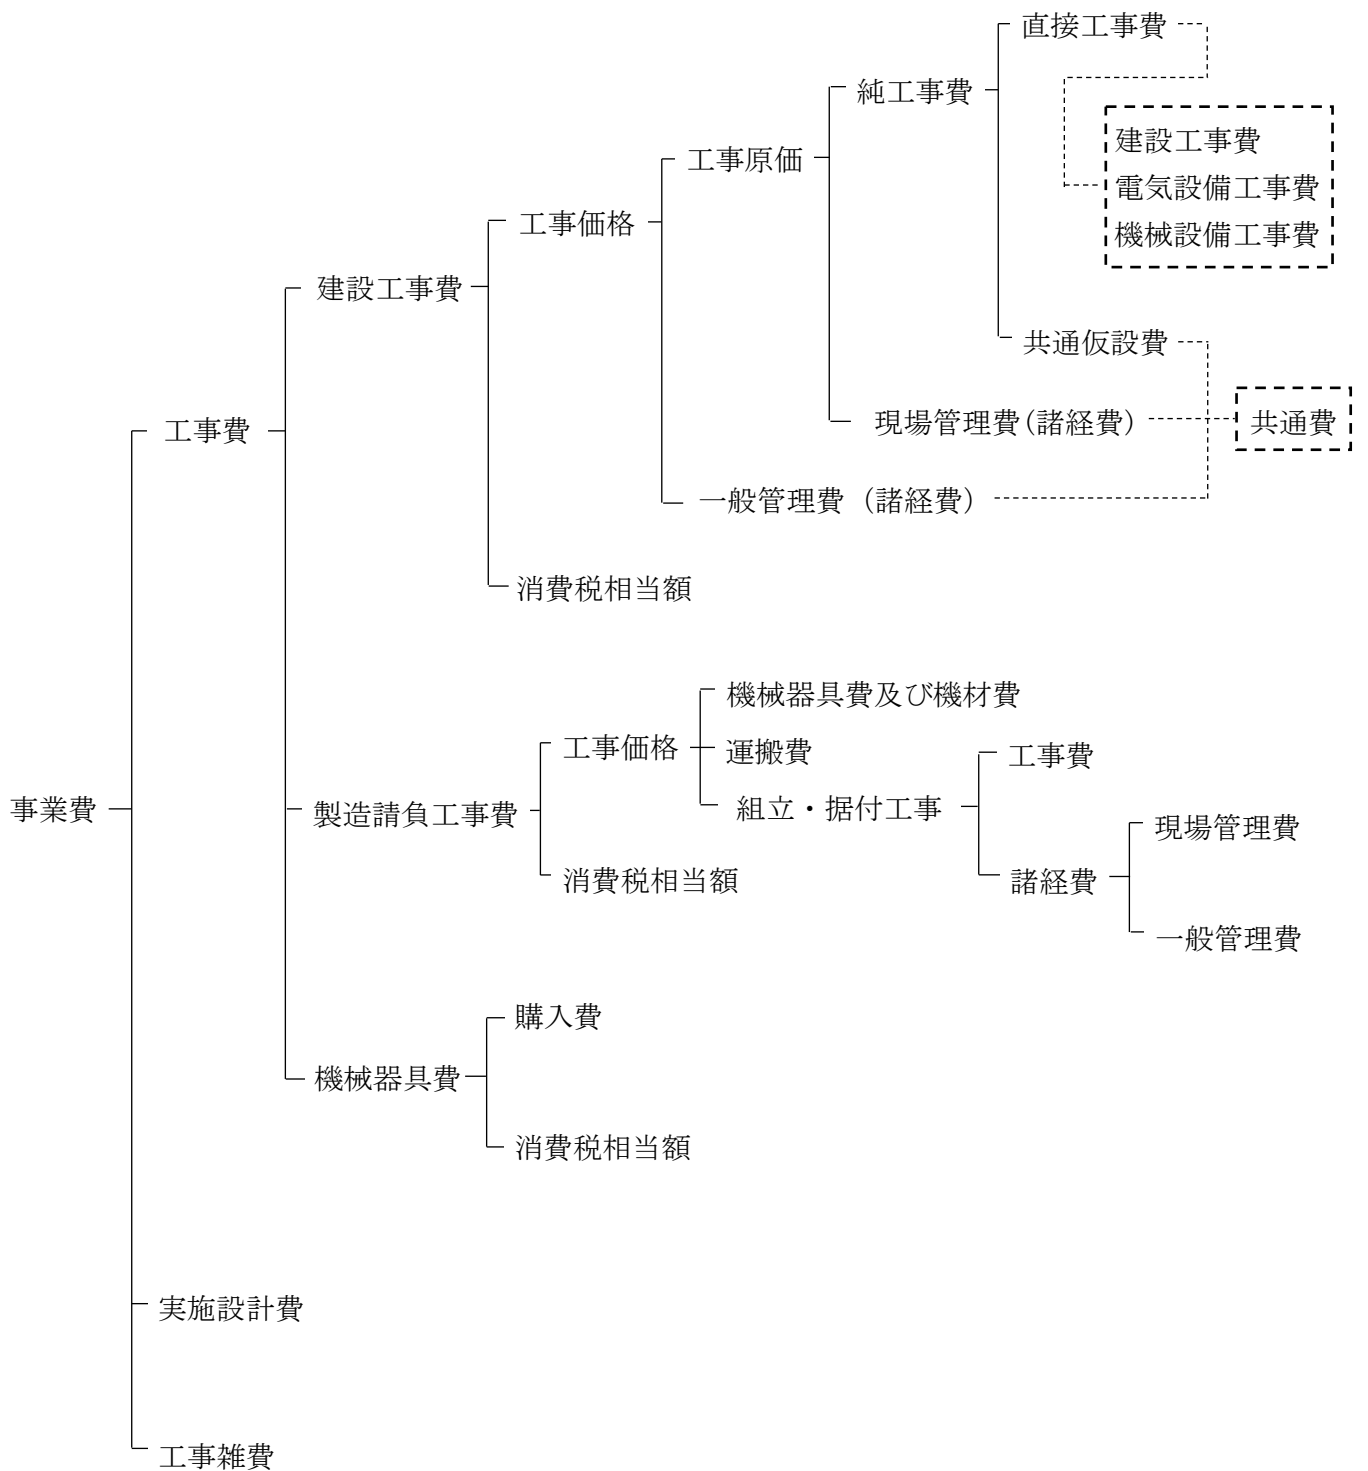 直接工事費
純工事費
建設工事費
工事原価
電気設備工事費
工事価格
機械設備工事費
建設工事費
共通仮設費
工事費
現場管理費(諸経費)
共通費
一般管理費（諸経費）
消費税相当額
機械器具費及び機材費
工事価格
運搬費
工事費
事業費
製造請負工事費
組立・据付工事
現場管理費
消費税相当額
諸経費
一般管理費
購入費
機械器具費
消費税相当額
実施設計費
工事雑費